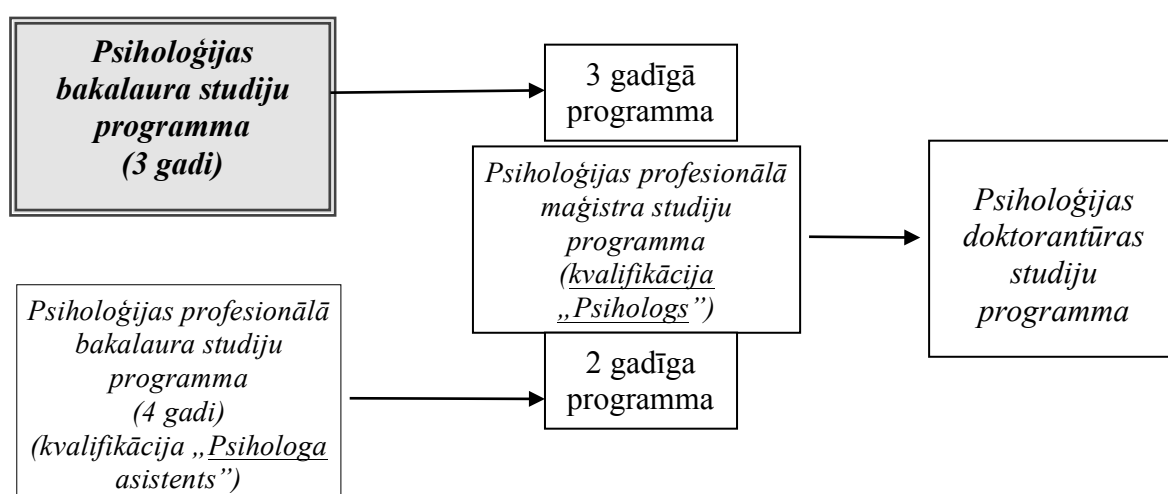 Psiholoģijas
bakalaura studiju
programma
(3 gadi)
3 gadīgā
programma
Psiholoģijas profesionālā
maģistra studiju
programma
(kvalifikācija
„Psihologs”)
2 gadīga
programma
Psiholoģijas
doktorantūras
studiju
programma
Psiholoģijas profesionālā
bakalaura studiju
programma
(4 gadi)
(kvalifikācija „Psihologa
asistents”)